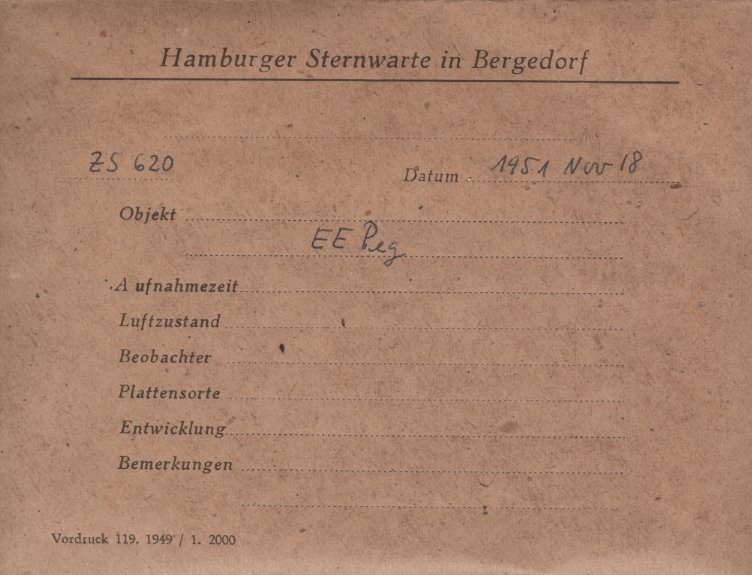 Hamburger Sternwarte in Bergedorf
ZS 620 Datum 1951 Nov 18
Objekt
EE Peg
Aufnahmezeit
Luftzustand
Beobachter
Plattensorte
Entwicklung
Bemerkungen
Vordruck 119. 1949 / 1. 2000